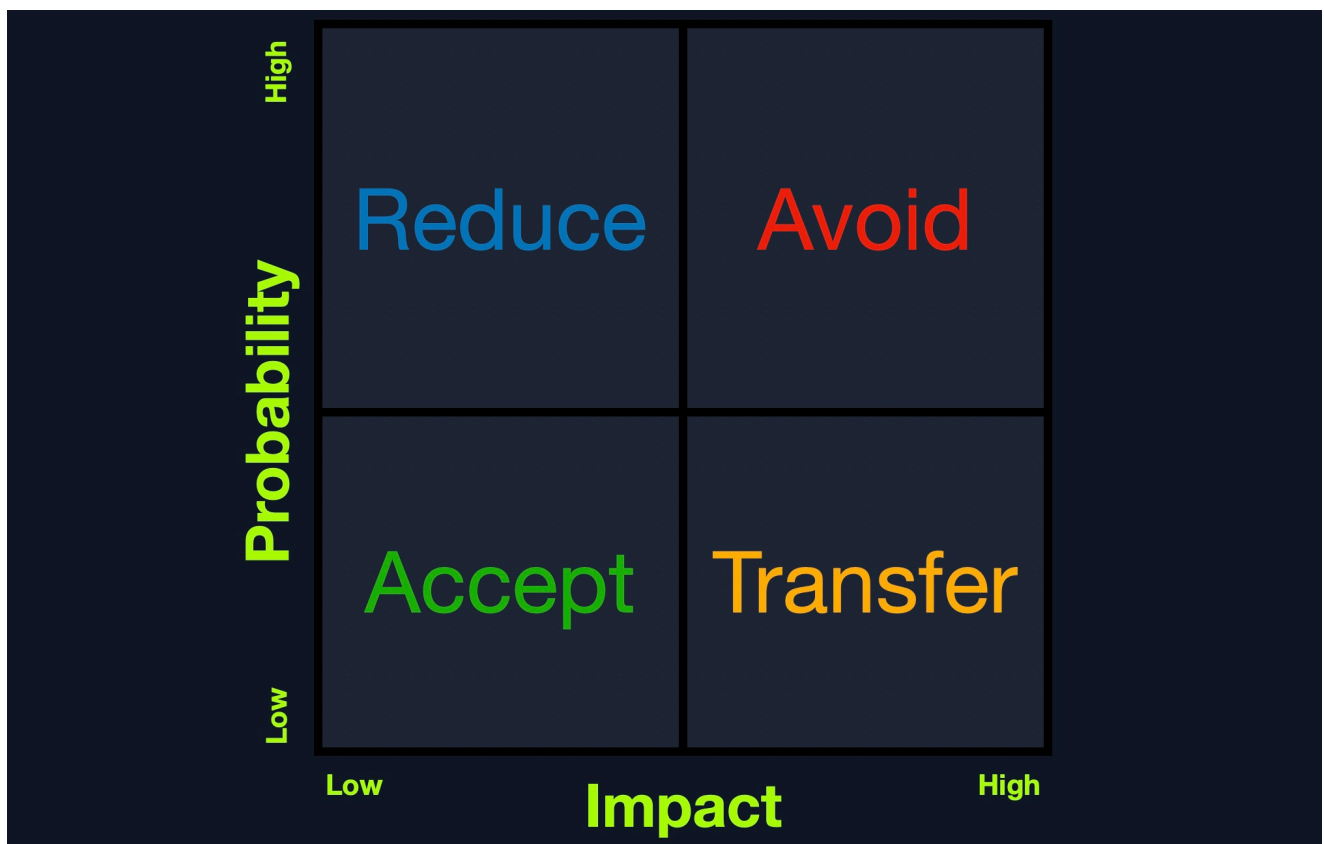 High
Reduce
Avoid
Probability
Accept
Transfer
Low
Low
High
Impact